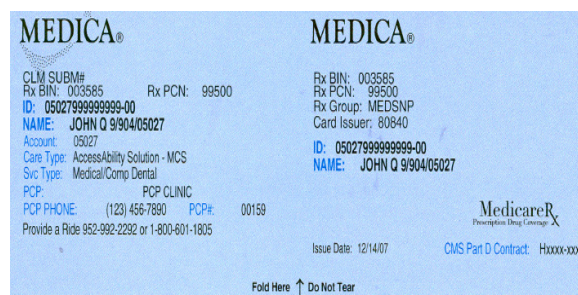 MEDICA®
CLM SUBM#
Rx BIN: 003585 Rx PCN: 99500
ID: 05027999999999-00
NAME: JOHN Q 9/904/05027
Account: 05027
Care Type: AccessAbility Solution - MCS
Svc Type: Medical/Comp Dental
PCP: PCP CLINIC
PCP PHONE: (123) 456-7890 PCP#: 00159
Provide a Ride 952-992-2292 or 1-800-601-1805
MEDICA®
Rx BIN: 003585
Rx PCN: 99500
Rx Group: MEDSNP
Card Issuer: 80840
ID: 05027999999999-00
NAME: JOHN Q 9/904/05027
MedicareRx
Prescription Drug Coverage
Issue Date: 12/14/07 CMS Part D Contract: Hxxxx-xxx
Fold Here ↑ Do Not Tear